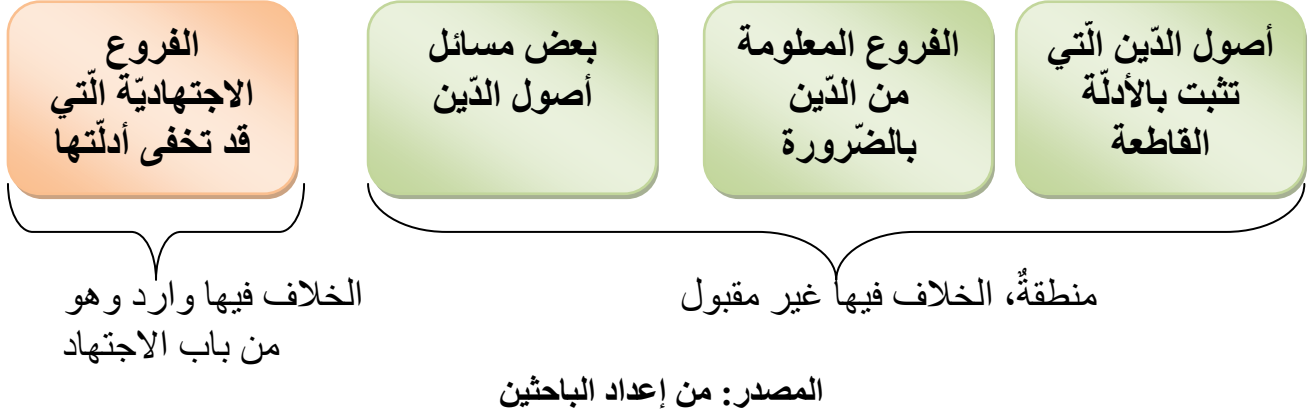 أصول الدّين الّتي
تثبت بالأدلّة
القاطعة
الفروع المعلومة
من الدّين
بالضّرورة
بعض مسائل
أصول الدّين
الفروع
الاجتهاديّة الّتي
قد تخفى أدلّتها
منطقةٌ، الخلاف فيها غير مقبول
الخلاف فيها وارد وهو
من باب الاجتهاد
المصدر: من إعداد الباحثين